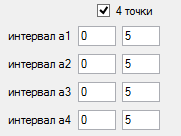 4 точки
интервал а1 0 5
интервал а2 0 5
интервал а3 0 5
интервал а4 0 5